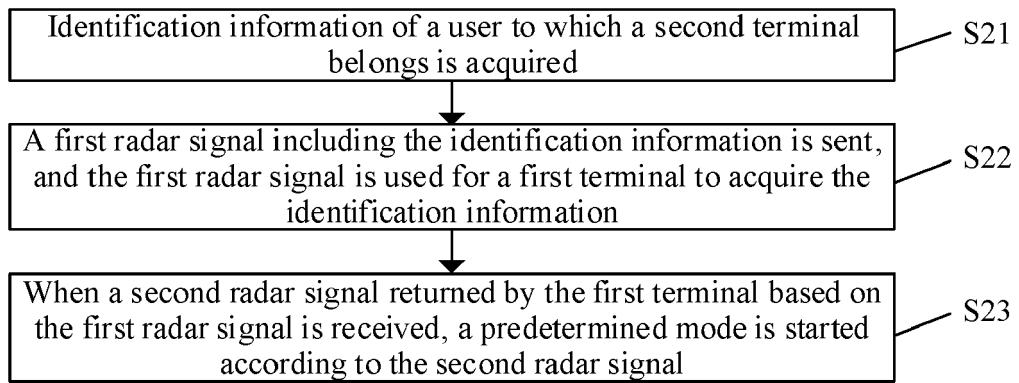 Identification information of a user to which a second terminal
belongs is acquired
S21
A first radar signal including the identification information is sent,
and the first radar signal is used for a first terminal to acquire the
identification information
S22
When a second radar signal returned by the first terminal based on
the first radar signal is received, a predetermined mode is started
according to the second radar signal
S23